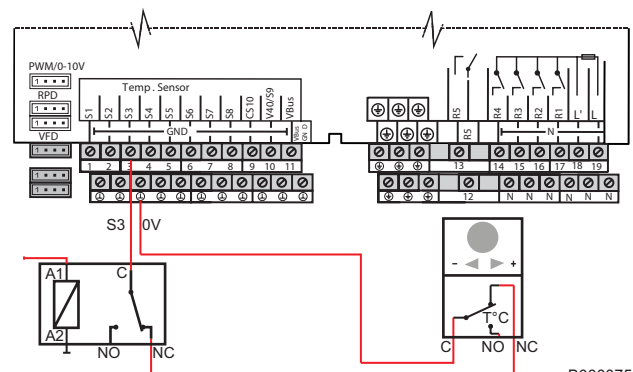 PWM/0-10V
RPD
VFD
Temp. Sensor
S1 S2 S3 S4 S5 S6 S7 S8 CS10 V40/S9 VBus
GND
VBus
GND
R5
R5
R4 R3 R2 R1 L' L
N
1 2 3 4 5 6 7 8 9 10 11
13 14 15 16 17 18 19
12 N N N N N N
S3 0V
A1 C
A2
NO NC
- +
T°C
C NO NC